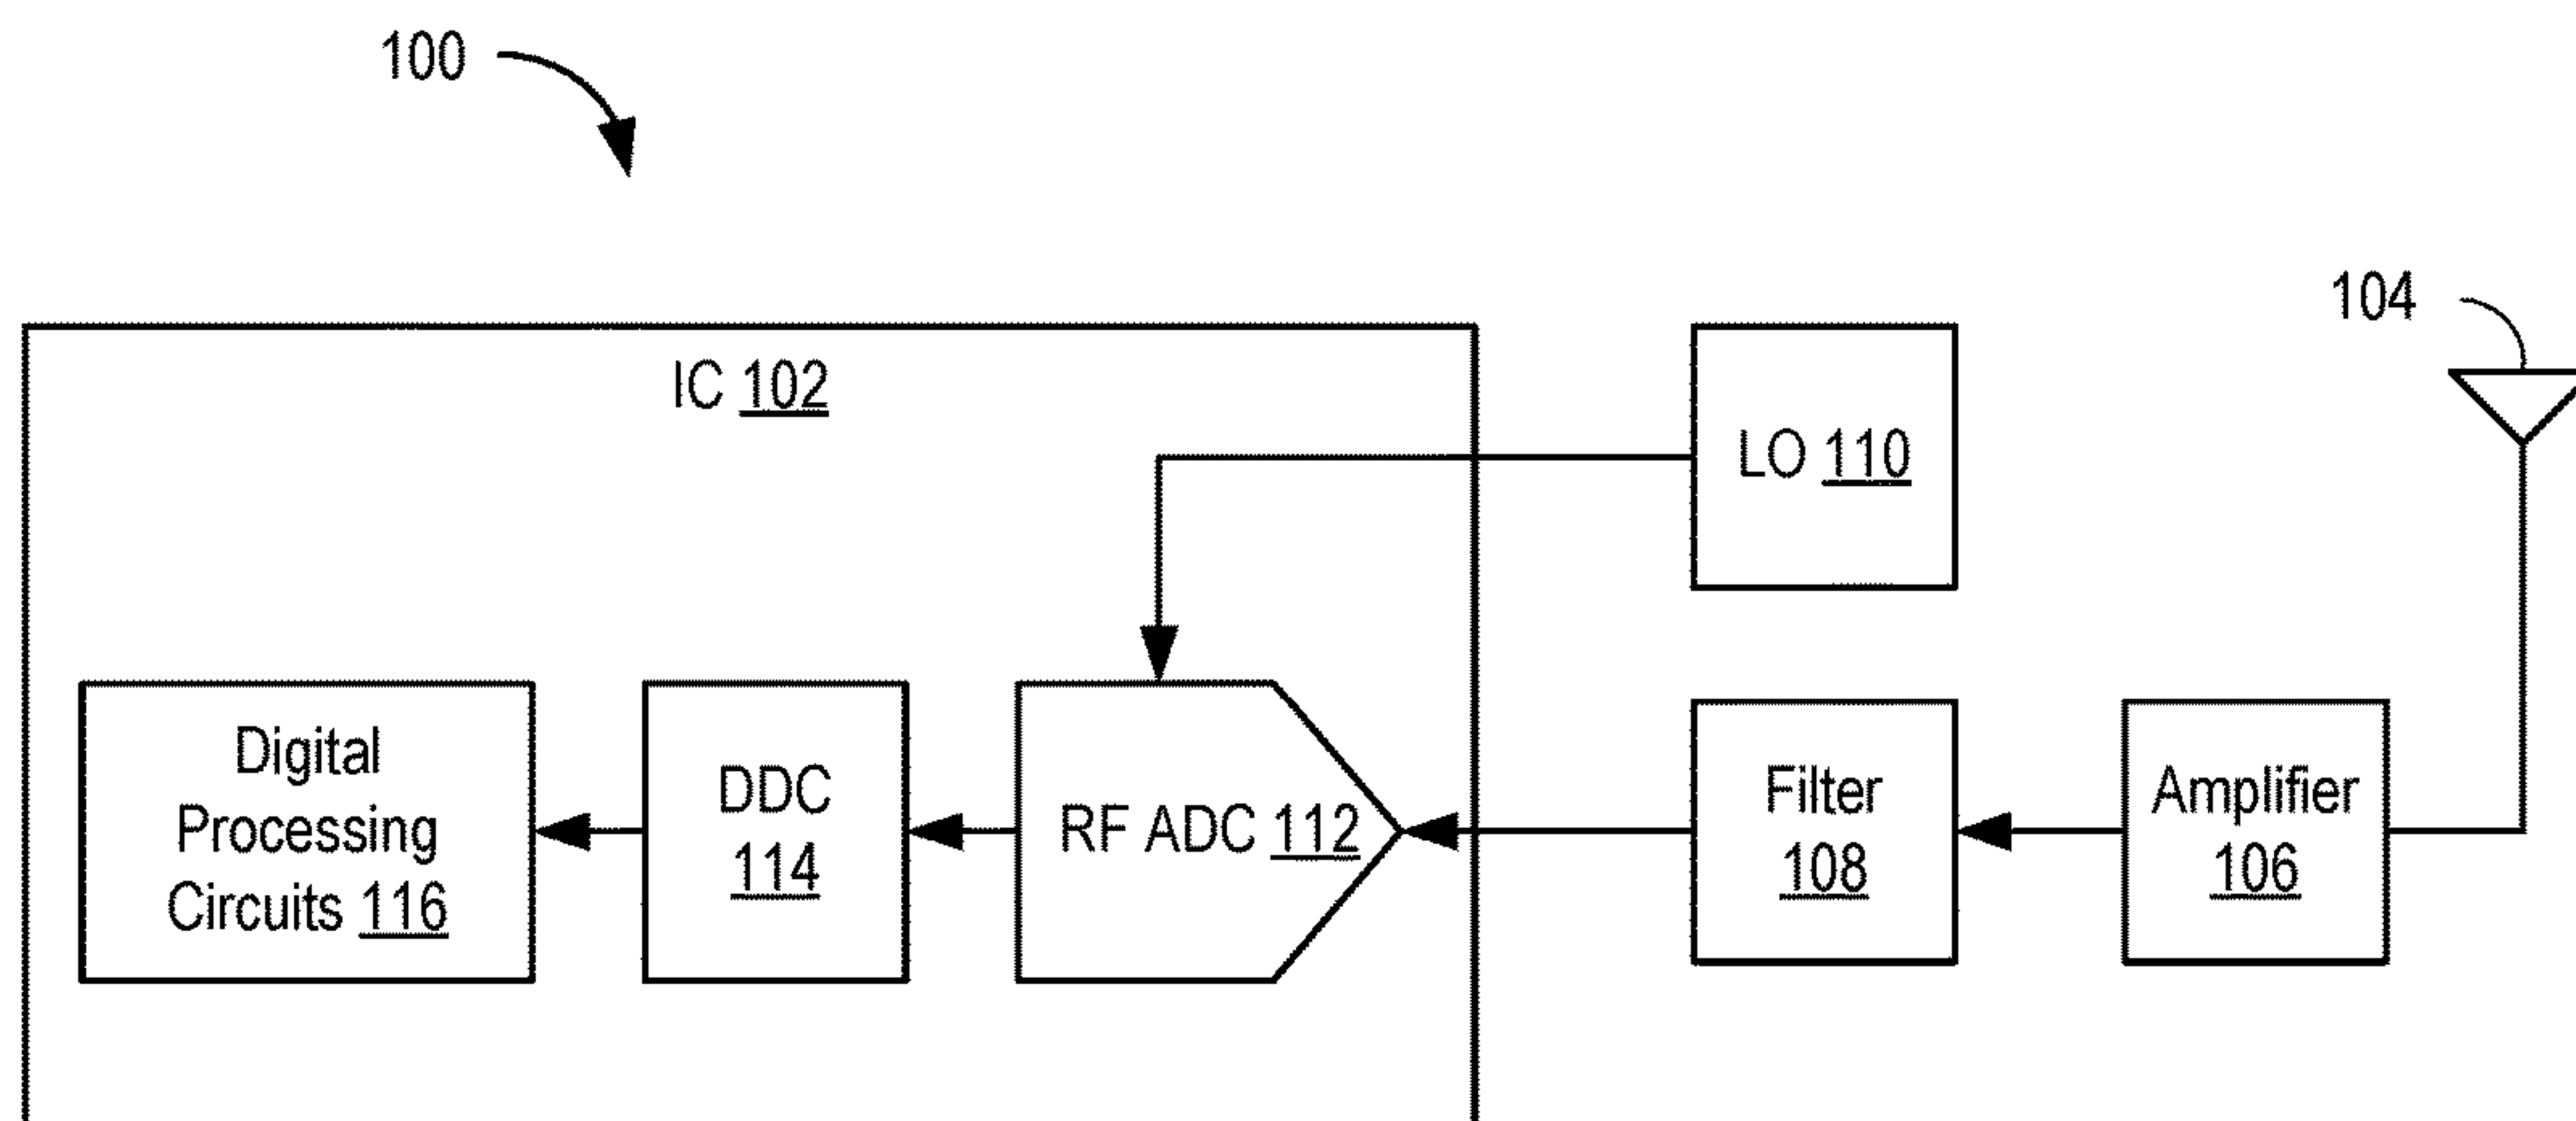 100
104
IC 102
LO 110
Digital
Processing
Circuits 116
DDC
114
RF ADC 112
Filter
108
Amplifier
106